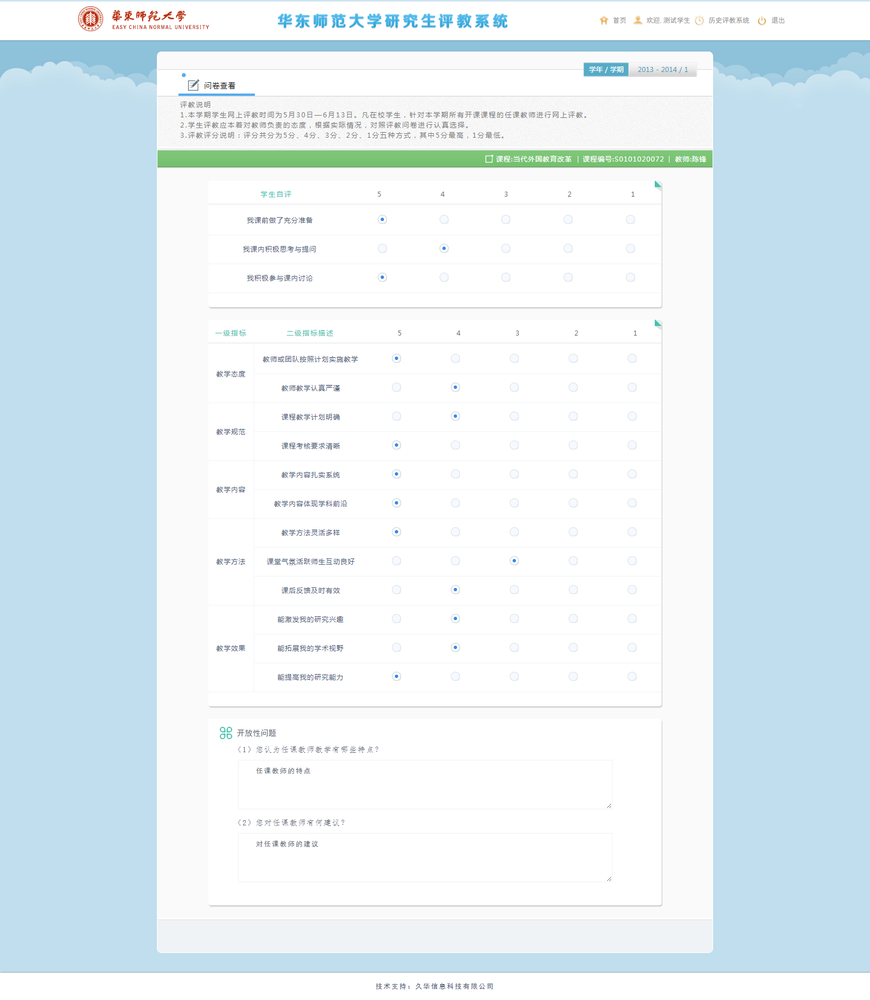 華東師範大學
EASY CHINA NORMAL UNIVERSITY
华东师范大学研究生评教系统
首页 欢迎, 测试学生 历史评教系统 退出
学年 / 学期 2013 - 2014 / 1
问卷查看
评教说明
1.本学期学生网上评教时间为5月30日—6月13日。凡在校学生，针对本学期所有开课课程的任课教师进行网上评教。
2.学生评教应本着对教师负责的态度，根据实际情况，对照评教问卷进行认真选择。
3.评教评分说明：评分共分为5分、4分、3分、2分、1分五种方式，其中5分最高，1分最低。
课程:当代外国教育改革 | 课程编号:S0101020072 | 教师:陈锋
学生自评 5 4 3 2 1
我课前做了充分准备
我课内积极思考与提问
我积极参与课内讨论
一级指标 二级指标描述 5 4 3 2 1
教学态度
教师或团队按照计划实施教学
教师教学认真严谨
教学规范
课程教学计划明确
课程考核要求清晰
教学内容
教学内容扎实系统
教学内容体现学科前沿
教学方法
教学方法灵活多样
课堂气氛活跃师生互动良好
课后反馈及时有效
教学效果
能激发我的研究兴趣
能拓展我的学术视野
能提高我的研究能力
开放性问题
（1）您认为任课教师教学有哪些特点？
任课教师的特点
（2）您对任课教师有何建议？
对任课教师的建议
技术支持：久华信息科技有限公司